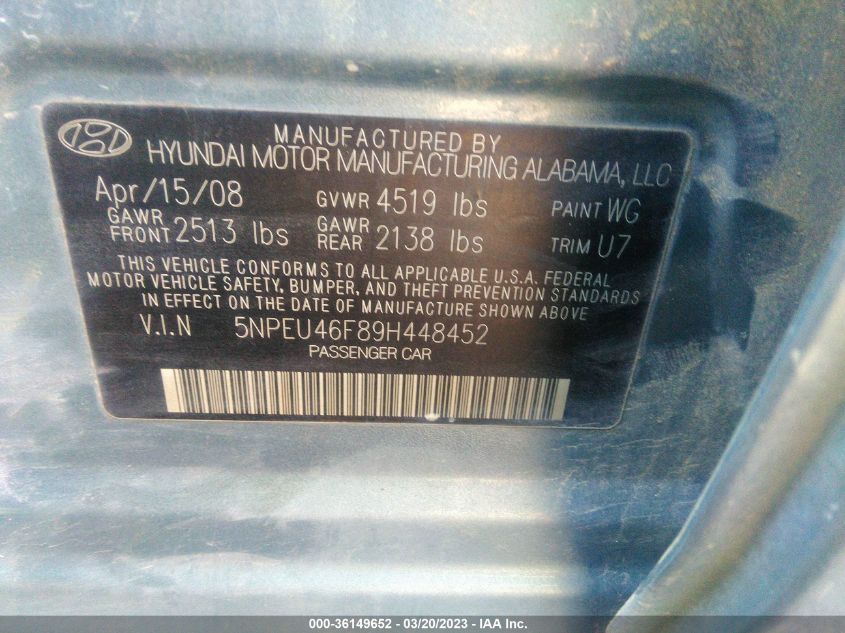 MANUFACTURED BY
HYUNDAI MOTOR MANUFACTURING ALABAMA, LLC
Apr/15/08 GVWR 4519 lbs PAINT WG
GAWR FRONT 2513 lbs GAWR REAR 2138 lbs TRIM U7
THIS VEHICLE CONFORMS TO ALL APPLICABLE U.S.A. FEDERAL
MOTOR VEHICLE SAFETY, BUMPER, AND THEFT PREVENTION STANDARDS
IN EFFECT ON THE DATE OF MANUFACTURE SHOWN ABOVE
V.I.N 5NPEU46F89H448452
PASSENGER CAR
000-36149652 - 03/20/2023 - IAA Inc.